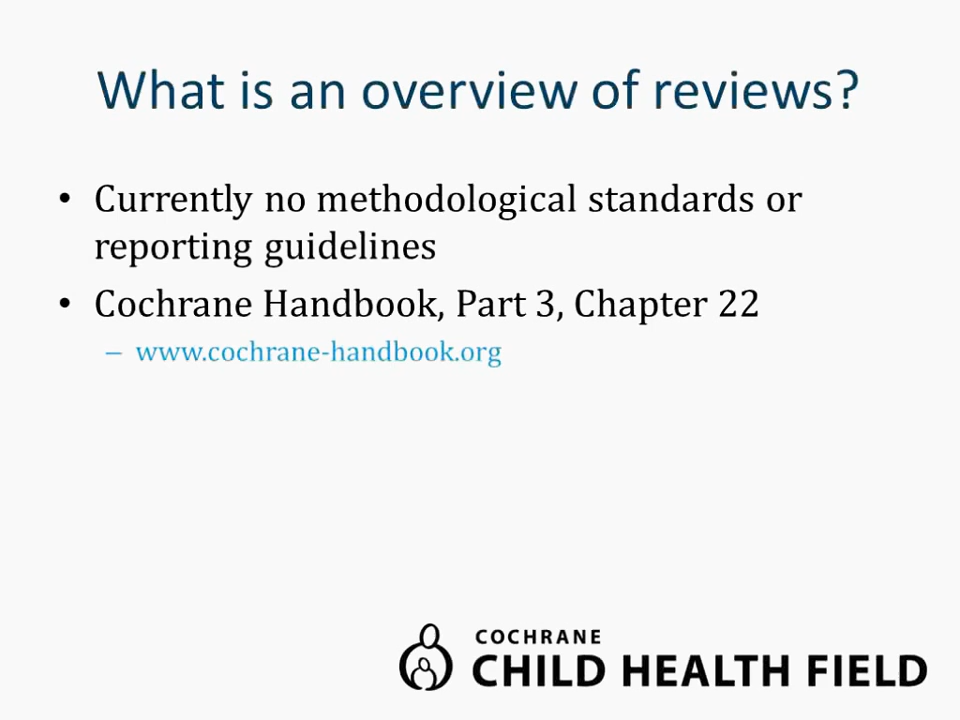 What is an overview of reviews?
• Currently no methodological standards or
reporting guidelines
• Cochrane Handbook, Part 3, Chapter 22
– www.cochrane-handbook.org
COCHRANE
CHILD HEALTH FIELD